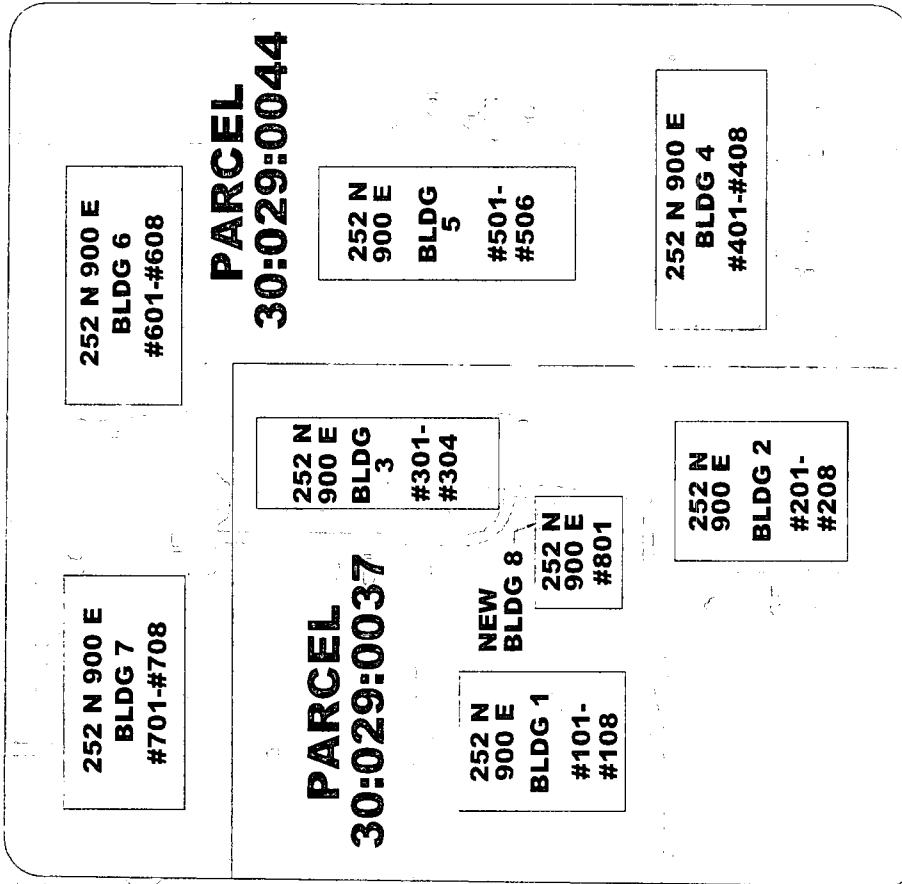 252 N 900 E
BLDG 7
#701-#708
252 N 900 E
BLDG 6
#601-#608
PARCEL
30:029:0044
PARCEL
30:029:0037
252 N
900 E
BLDG
3
#301-
#304
252 N
900 E
BLDG
5
#501-
#506
252 N
900 E
BLDG 1
#101-
#108
NEW
BLDG 8
252 N
900 E
#801
252 N
900 E
BLDG 2
#201-
#208
252 N 900 E
BLDG 4
#401-#408